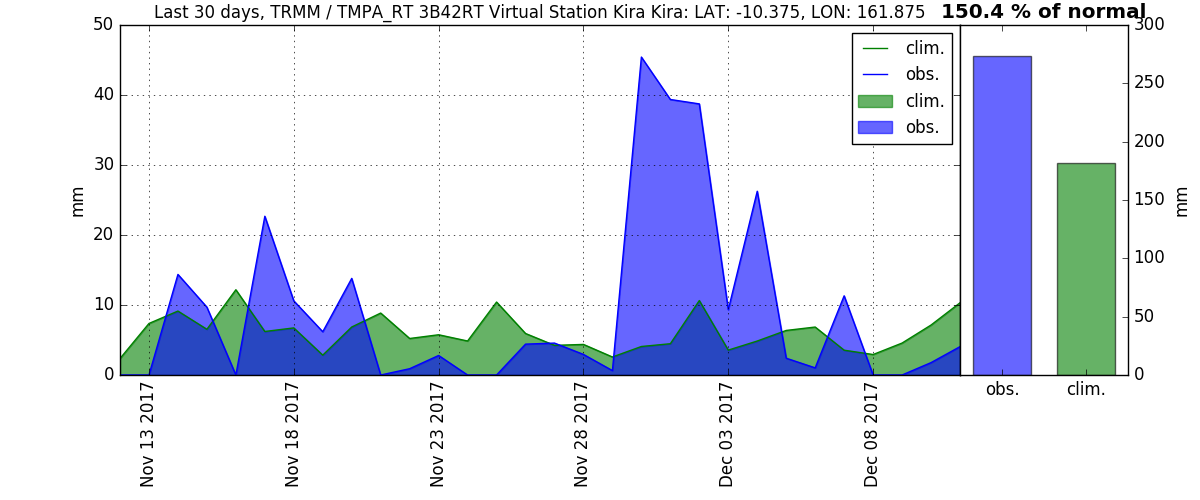 Last 30 days, TRMM / TMPA_RT 3B42RT Virtual Station Kira Kira: LAT: -10.375, LON: 161.875
150.4 % of normal
50
40
30
20
10
0
mm
clim.
obs.
clim.
obs.
300
250
200
150
100
50
0
mm
Nov 13 2017
Nov 18 2017
Nov 23 2017
Nov 28 2017
Dec 03 2017
Dec 08 2017
obs.
clim.